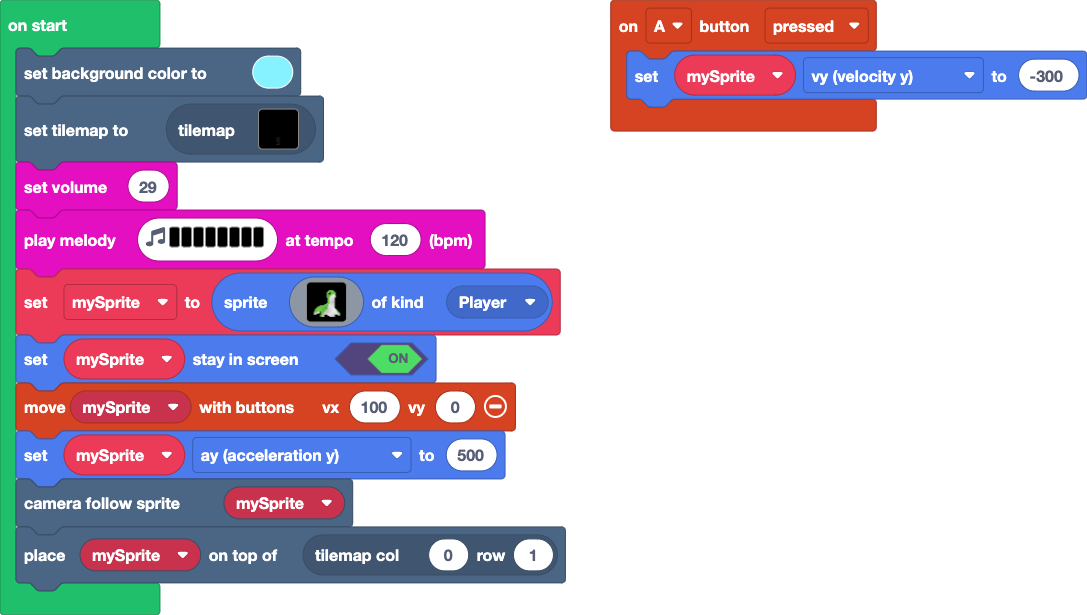 on start
set background color to
set tilemap to tilemap
set volume 29
play melody at tempo 120 (bpm)
set mySprite to sprite of kind Player
set mySprite stay in screen ON
move mySprite with buttons vx 100 vy 0
set mySprite ay (acceleration y) to 500
camera follow sprite mySprite
place mySprite on top of tilemap col 0 row 1
on A button pressed
set mySprite vy (velocity y) to -300